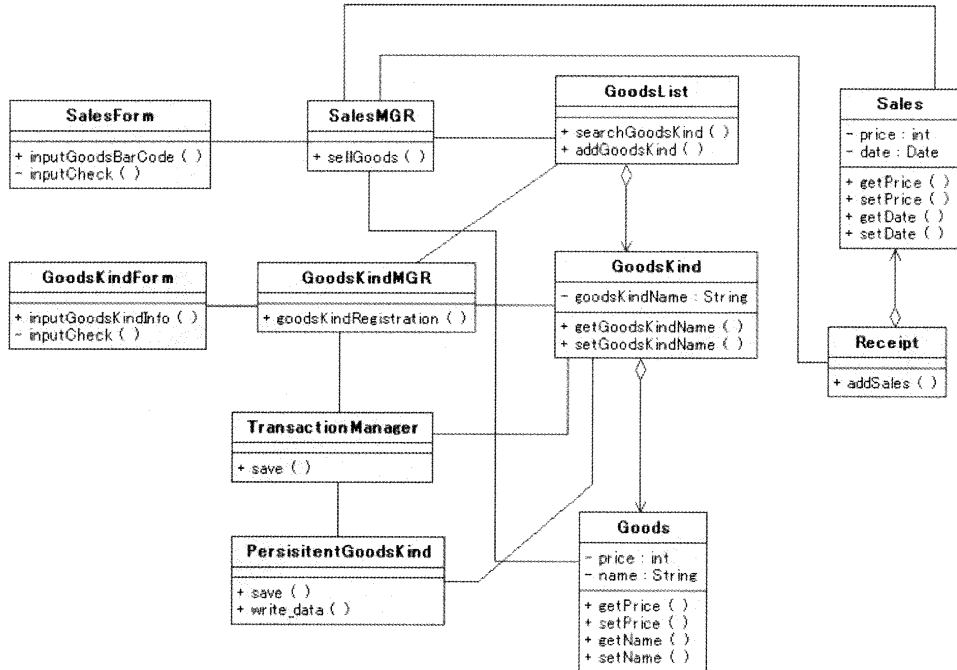 SalesForm
+ inputGoodsBarCode ( )
- inputCheck ( )
SalesMGR
+ sellGoods ( )
GoodsList
+ searchGoodsKind ( )
+ addGoodsKind ( )
Sales
- price : int
- date : Date
+ getPrice ( )
+ setPrice ( )
+ getDate ( )
+ setDate ( )
GoodsKindForm
+ inputGoodsKindInfo ( )
- inputCheck ( )
GoodsKindMGR
+ goodsKindRegistration ( )
GoodsKind
- goodsKindName : String
+ getGoodsKindName ( )
+ setGoodsKindName ( )
Receipt
+ addSales ( )
TransactionManager
+ save ( )
PersisitentGoodsKind
+ save ( )
+ write_data ( )
Goods
- price : int
- name : String
+ getPrice ( )
+ setPrice ( )
+ getName ( )
+ setName ( )